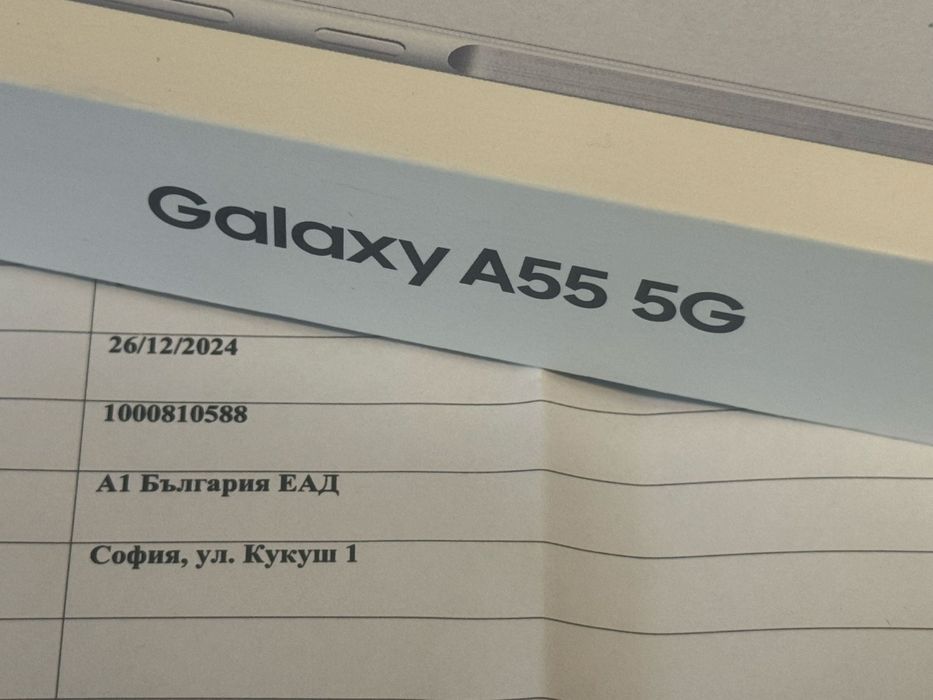 Galaxy A55 5G
26/12/2024
1000810588
А1 България ЕАД
София, ул. Кукуш 1